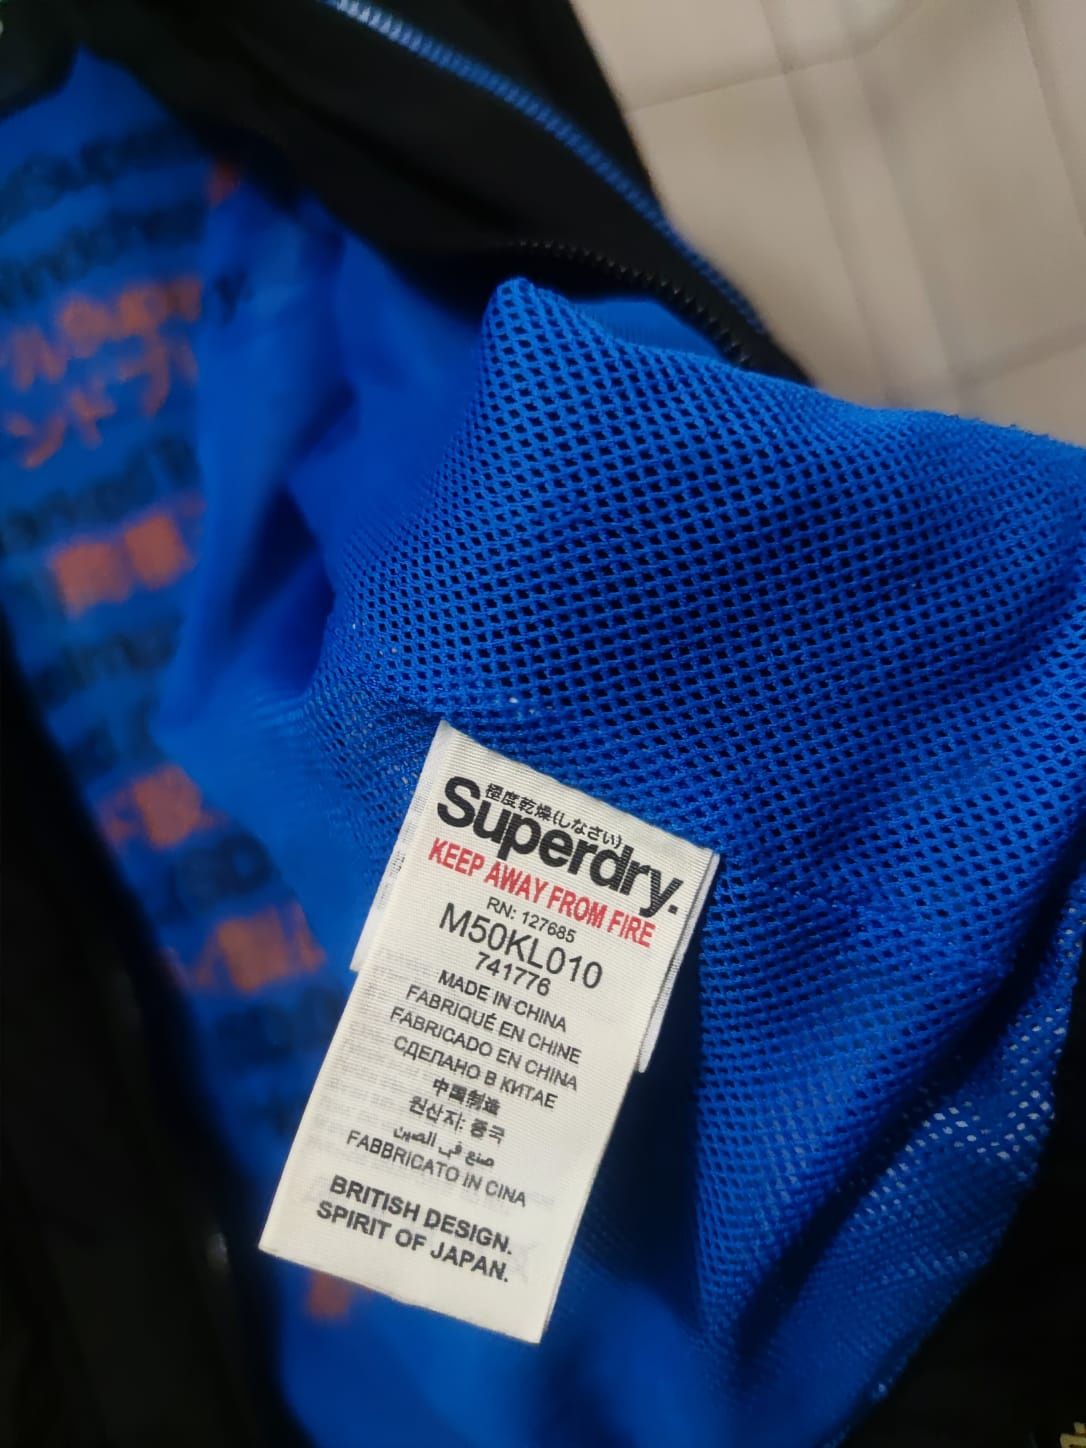 極度乾燥(しなさい)
Superdry.
KEEP AWAY FROM FIRE
RN: 127685
M50KL010
741776
MADE IN CHINA
FABRIQUÉ EN CHINE
FABRICADO EN CHINA
СДЕЛАНО В КИТАЕ
中国制造
원산지: 중국
صنع في الصين
FABBRICATO IN CINA
BRITISH DESIGN.
SPIRIT OF JAPAN.